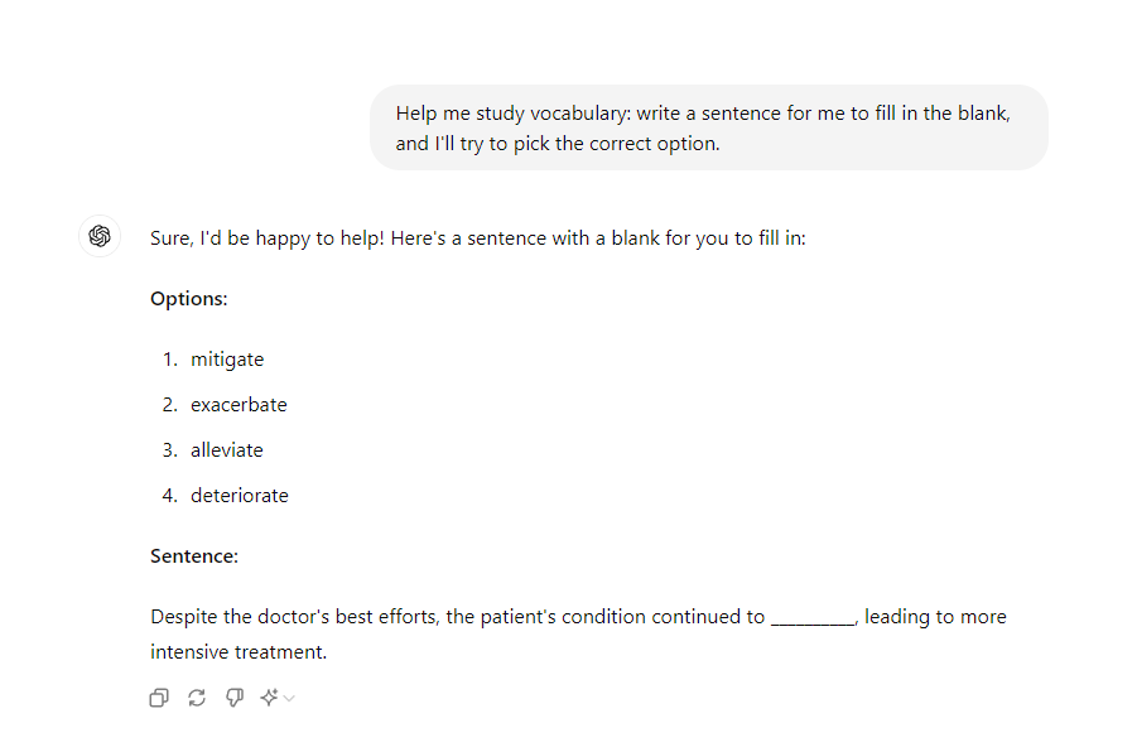 Help me study vocabulary: write a sentence for me to fill in the blank,
and I'll try to pick the correct option.
Sure, I'd be happy to help! Here's a sentence with a blank for you to fill in:
Options:
1. mitigate
2. exacerbate
3. alleviate
4. deteriorate
Sentence:
Despite the doctor's best efforts, the patient's condition continued to __________, leading to more
intensive treatment.